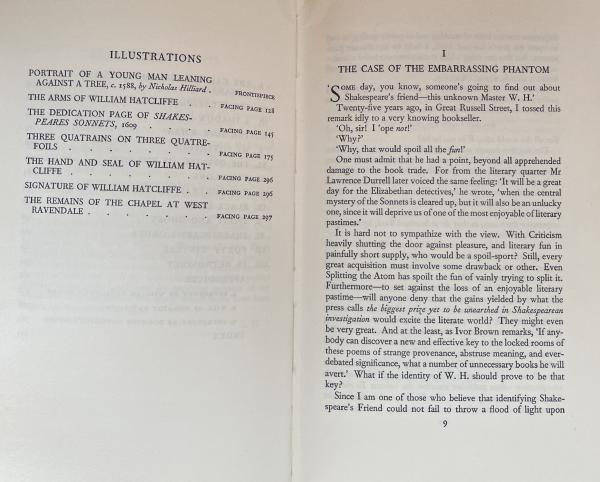 ILLUSTRATIONS
PORTRAIT OF A YOUNG MAN LEANING
AGAINST A TREE, c. 1588, by Nicholas Hilliard . FRONTISPIECE
THE ARMS OF WILLIAM HATCLIFFE . . FACING PAGE 128
THE DEDICATION PAGE OF SHAKES-
PEARES SONNETS, 1609 . . . . FACING PAGE 145
THREE QUATRAINS ON THREE QUATRE-
FOILS . . . . . . FACING PAGE 175
THE HAND AND SEAL OF WILLIAM HAT-
CLIFFE . . . . . . FACING PAGE 296
SIGNATURE OF WILLIAM HATCLIFFE . . FACING PAGE 296
THE REMAINS OF THE CHAPEL AT WEST
RAVENDALE . . . . . . FACING PAGE 297
I
THE CASE OF THE EMBARRASSING PHANTOM
'SOME day, you know, someone's going to find out about
Shakespeare's friend—this unknown Master W. H.'
Twenty-five years ago, in Great Russell Street, I tossed this
remark idly to a very knowing bookseller.
'Oh, sir! I 'ope not!'
'Why?'
'Why, that would spoil all the fun!'
One must admit that he had a point, beyond all apprehended
damage to the book trade. For from the literary quarter Mr
Lawrence Durrell later voiced the same feeling: 'It will be a great
day for the Elizabethan detectives,' he wrote, 'when the central
mystery of the Sonnets is cleared up, but it will also be an unlucky
one, since it will deprive us of one of the most enjoyable of literary
pastimes.'
It is hard not to sympathize with the view. With Criticism
heavily shutting the door against pleasure, and literary fun in
painfully short supply, who would be a spoil-sport? Still, every
great acquisition must involve some drawback or other. Even
Splitting the Atom has spoilt the fun of vainly trying to split it.
Furthermore—to set against the loss of an enjoyable literary
pastime—will anyone deny that the gains yielded by what the
press calls the biggest prize yet to be unearthed in Shakespearean
investigation would excite the literate world? They might even
be very great. And at the least, as Ivor Brown remarks, 'If any-
body can discover a new and effective key to the locked rooms of
these poems of strange provenance, abstruse meaning, and ever-
debated significance, what a number of unnecessary books he will
avert.' What if the identity of W. H. should prove to be that
key?
Since I am one of those who believe that identifying Shake-
speare's Friend could not fail to throw a flood of light upon
9